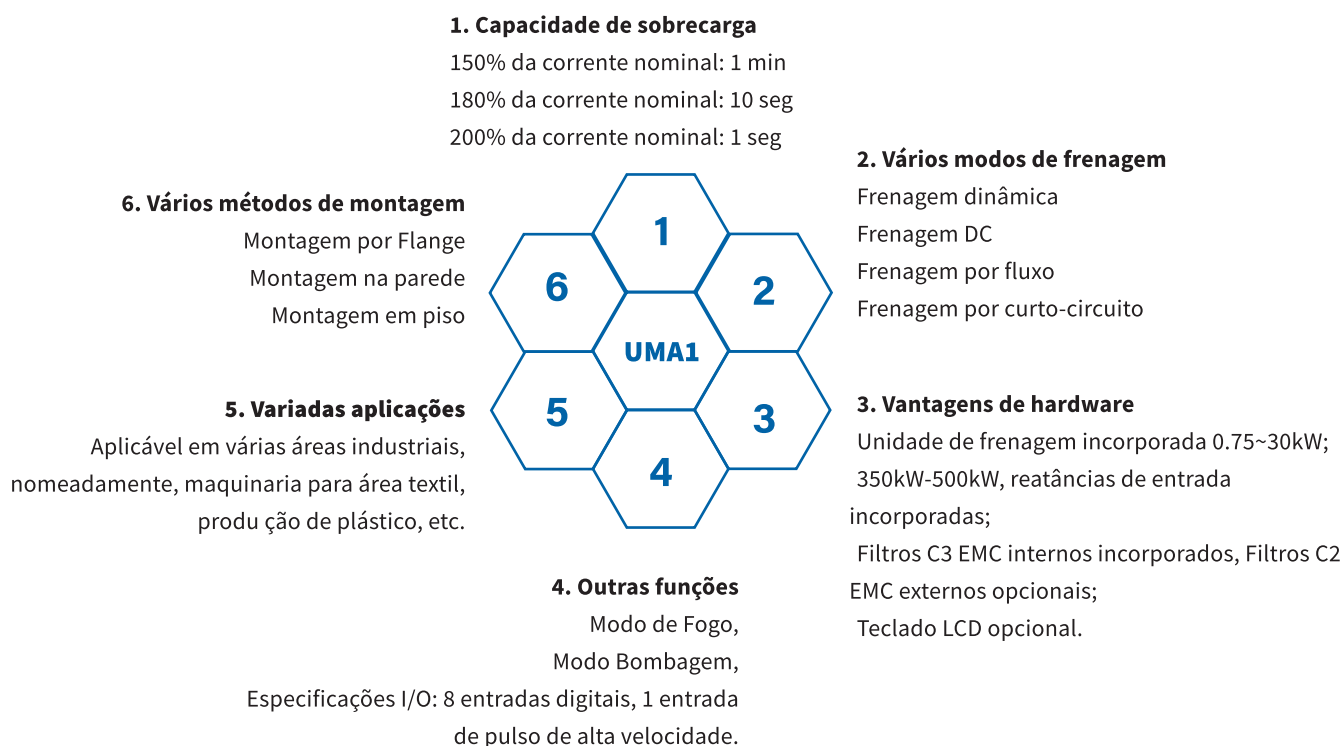 1. Capacidade de sobrecarga
150% da corrente nominal: 1 min
180% da corrente nominal: 10 seg
200% da corrente nominal: 1 seg
2. Vários modos de frenagem
Frenagem dinâmica
Frenagem DC
Frenagem por fluxo
Frenagem por curto-circuito
3. Vantagens de hardware
Unidade de frenagem incorporada 0.75~30kW;
350kW-500kW, reatâncias de entrada
incorporadas;
Filtros C3 EMC internos incorporados, Filtros C2
EMC externos opcionais;
Teclado LCD opcional.
4. Outras funções
Modo de Fogo,
Modo Bombagem,
Especificações I/O: 8 entradas digitais, 1 entrada
de pulso de alta velocidade.
5. Variadas aplicações
Aplicável em várias áreas industriais,
nomeadamente, maquinaria para área textil,
produ ção de plástico, etc.
6. Vários métodos de montagem
Montagem por Flange
Montagem na parede
Montagem em piso
1
2
3
4
5
6
UMA1